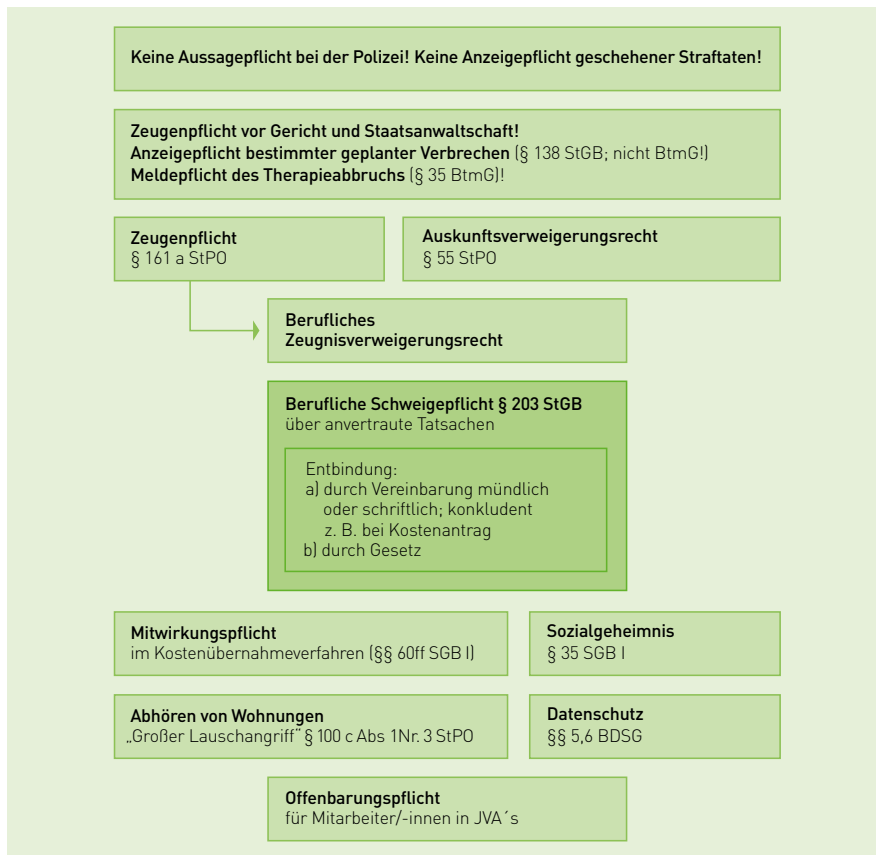 Keine Aussagepflicht bei der Polizei! Keine Anzeigepflicht geschehener Straftaten!
Zeugenpflicht vor Gericht und Staatsanwaltschaft!
Anzeigepflicht bestimmter geplanter Verbrechen (§ 138 StGB; nicht BtmG!)
Meldepflicht des Therapieabbruchs (§ 35 BtmG)!
Zeugenpflicht
§ 161 a StPO
Auskunftsverweigerungsrecht
§ 55 StPO
Berufliches
Zeugnisverweigerungsrecht
Berufliche Schweigepflicht § 203 StGB
über anvertraute Tatsachen
Entbindung:
a) durch Vereinbarung mündlich
oder schriftlich; konkludent
z. B. bei Kostenantrag
b) durch Gesetz
Mitwirkungspflicht
im Kostenübernahmeverfahren (§§ 60ff SGB I)
Sozialgeheimnis
§ 35 SGB I
Abhören von Wohnungen
„Großer Lauschangriff“ § 100 c Abs 1Nr. 3 StPO
Datenschutz
§§ 5,6 BDSG
Offenbarungspflicht
für Mitarbeiter/-innen in JVA´s